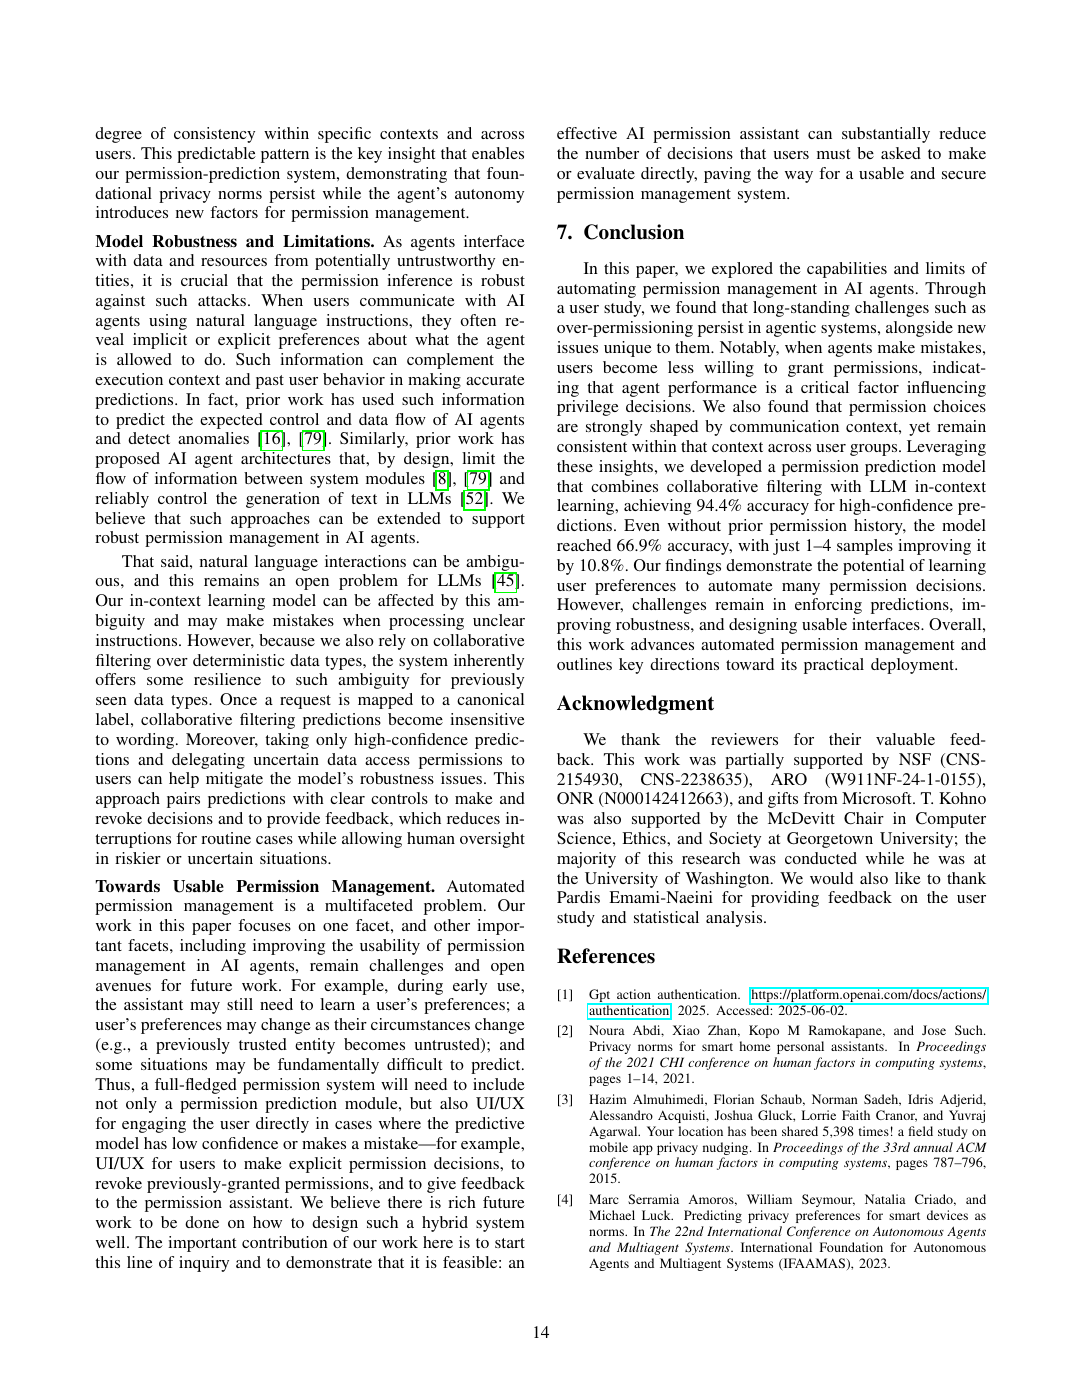 degree of consistency within specific contexts and across
users. This predictable pattern is the key insight that enables
our permission-prediction system, demonstrating that foun-
dational privacy norms persist while the agent's autonomy
introduces new factors for permission management.
Model Robustness and Limitations. As agents interface
with data and resources from potentially untrustworthy en-
tities, it is crucial that the permission inference is robust
against such attacks. When users communicate with AI
agents using natural language instructions, they often re-
veal implicit or explicit preferences about what the agent
is allowed to do. Such information can complement the
execution context and past user behavior in making accurate
predictions. In fact, prior work has used such information
to predict the expected control and data flow of AI agents
and detect anomalies [16], [79]. Similarly, prior work has
proposed AI agent architectures that, by design, limit the
flow of information between system modules [8], [79] and
reliably control the generation of text in LLMs [52]. We
believe that such approaches can be extended to support
robust permission management in AI agents.
That said, natural language interactions can be ambigu-
ous, and this remains an open problem for LLMs [45].
Our in-context learning model can be affected by this am-
biguity and may make mistakes when processing unclear
instructions. However, because we also rely on collaborative
filtering over deterministic data types, the system inherently
offers some resilience to such ambiguity for previously
seen data types. Once a request is mapped to a canonical
label, collaborative filtering predictions become insensitive
to wording. Moreover, taking only high-confidence predic-
tions and delegating uncertain data access permissions to
users can help mitigate the model's robustness issues. This
approach pairs predictions with clear controls to make and
revoke decisions and to provide feedback, which reduces in-
terruptions for routine cases while allowing human oversight
in riskier or uncertain situations.
Towards Usable Permission Management. Automated
permission management is a multifaceted problem. Our
work in this paper focuses on one facet, and other impor-
tant facets, including improving the usability of permission
management in AI agents, remain challenges and open
avenues for future work. For example, during early use,
the assistant may still need to learn a user's preferences; a
user's preferences may change as their circumstances change
(e.g., a previously trusted entity becomes untrusted); and
some situations may be fundamentally difficult to predict.
Thus, a full-fledged permission system will need to include
not only a permission prediction module, but also UI/UX
for engaging the user directly in cases where the predictive
model has low confidence or makes a mistake—for example,
UI/UX for users to make explicit permission decisions, to
revoke previously-granted permissions, and to give feedback
to the permission assistant. We believe there is rich future
work to be done on how to design such a hybrid system
well. The important contribution of our work here is to start
this line of inquiry and to demonstrate that it is feasible: an
effective AI permission assistant can substantially reduce
the number of decisions that users must be asked to make
or evaluate directly, paving the way for a usable and secure
permission management system.
7. Conclusion
In this paper, we explored the capabilities and limits of
automating permission management in AI agents. Through
a user study, we found that long-standing challenges such as
over-permissioning persist in agentic systems, alongside new
issues unique to them. Notably, when agents make mistakes,
users become less willing to grant permissions, indicat-
ing that agent performance is a critical factor influencing
privilege decisions. We also found that permission choices
are strongly shaped by communication context, yet remain
consistent within that context across user groups. Leveraging
these insights, we developed a permission prediction model
that combines collaborative filtering with LLM in-context
learning, achieving 94.4% accuracy for high-confidence pre-
dictions. Even without prior permission history, the model
reached 66.9% accuracy, with just 1–4 samples improving it
by 10.8%. Our findings demonstrate the potential of learning
user preferences to automate many permission decisions.
However, challenges remain in enforcing predictions, im-
proving robustness, and designing usable interfaces. Overall,
this work advances automated permission management and
outlines key directions toward its practical deployment.
Acknowledgment
We thank the reviewers for their valuable feed-
back. This work was partially supported by NSF (CNS-
2154930, CNS-2238635), ARO (W911NF-24-1-0155),
ONR (N000142412663), and gifts from Microsoft. T. Kohno
was also supported by the McDevitt Chair in Computer
Science, Ethics, and Society at Georgetown University; the
majority of this research was conducted while he was at
the University of Washington. We would also like to thank
Pardis Emami-Naeini for providing feedback on the user
study and statistical analysis.
References
[1] Gpt action authentication. https://platform.openai.com/docs/actions/
authentication, 2025. Accessed: 2025-06-02.
[2] Noura Abdi, Xiao Zhan, Kopo M Ramokapane, and Jose Such.
Privacy norms for smart home personal assistants. In Proceedings
of the 2021 CHI conference on human factors in computing systems,
pages 1–14, 2021.
[3] Hazim Almuhimedi, Florian Schaub, Norman Sadeh, Idris Adjerid,
Alessandro Acquisti, Joshua Gluck, Lorrie Faith Cranor, and Yuvraj
Agarwal. Your location has been shared 5,398 times! a field study on
mobile app privacy nudging. In Proceedings of the 33rd annual ACM
conference on human factors in computing systems, pages 787–796,
2015.
[4] Marc Serramia Amoros, William Seymour, Natalia Criado, and
Michael Luck. Predicting privacy preferences for smart devices as
norms. In The 22nd International Conference on Autonomous Agents
and Multiagent Systems. International Foundation for Autonomous
Agents and Multiagent Systems (IFAAMAS), 2023.
14